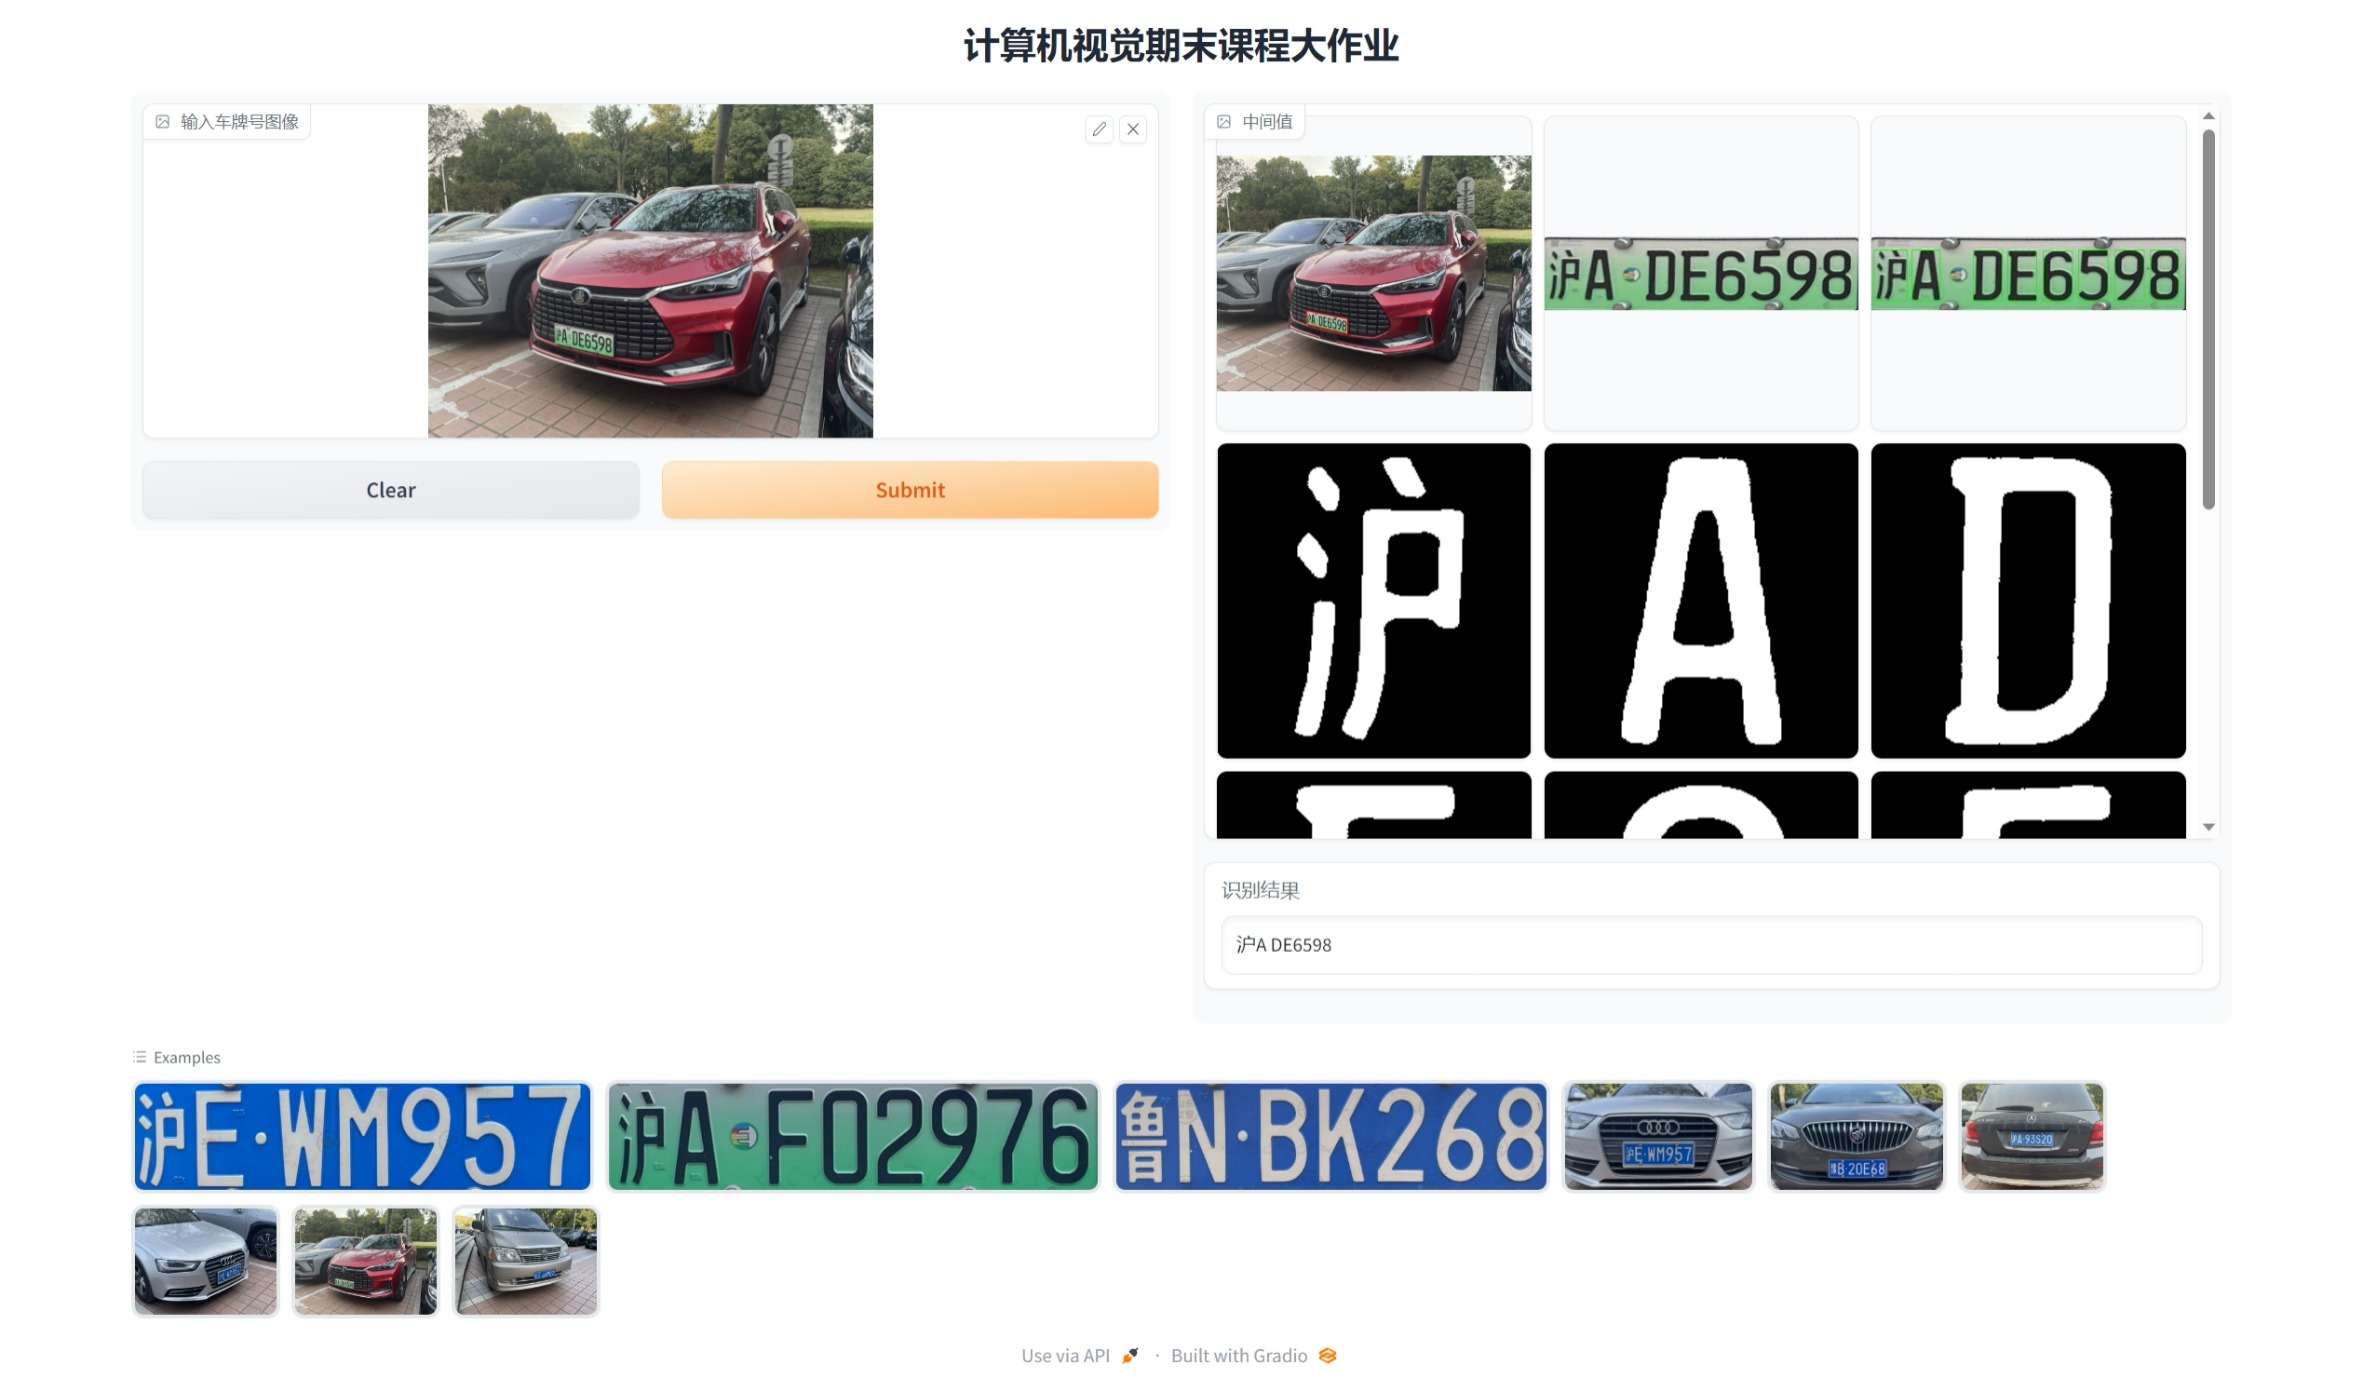 计算机视觉期末课程大作业
输入车牌号图像
沪A DE6598
Clear
Submit
中间值
沪A DE6598
沪A·DE6598
沪A·DE6598
沪
A
D
识别结果
沪A DE6598
Examples
沪E·WM957
沪A·F02976
鲁N·BK268
沪E·WM957
B·20E68
沪A·93S20
Use via API · Built with Gradio